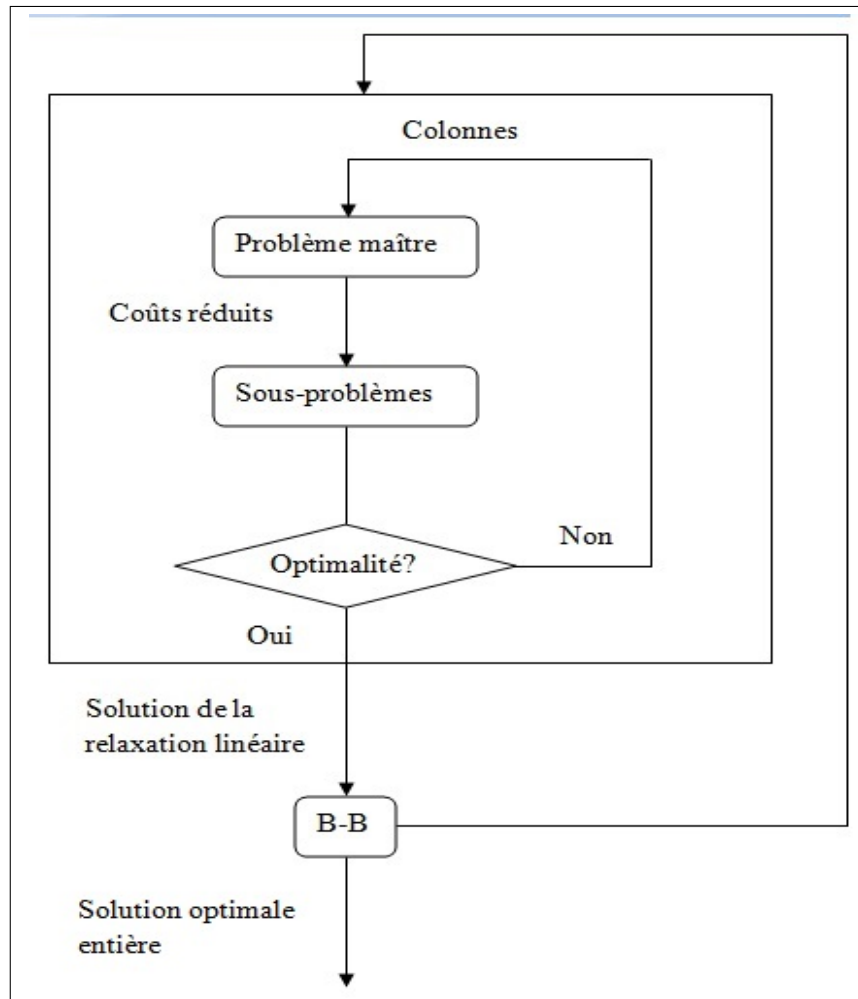 Colonnes
Problème maître
Coûts réduits
Sous-problèmes
Non
Optimalité?
Oui
Solution de la
relaxation linéaire
B-B
Solution optimale
entière